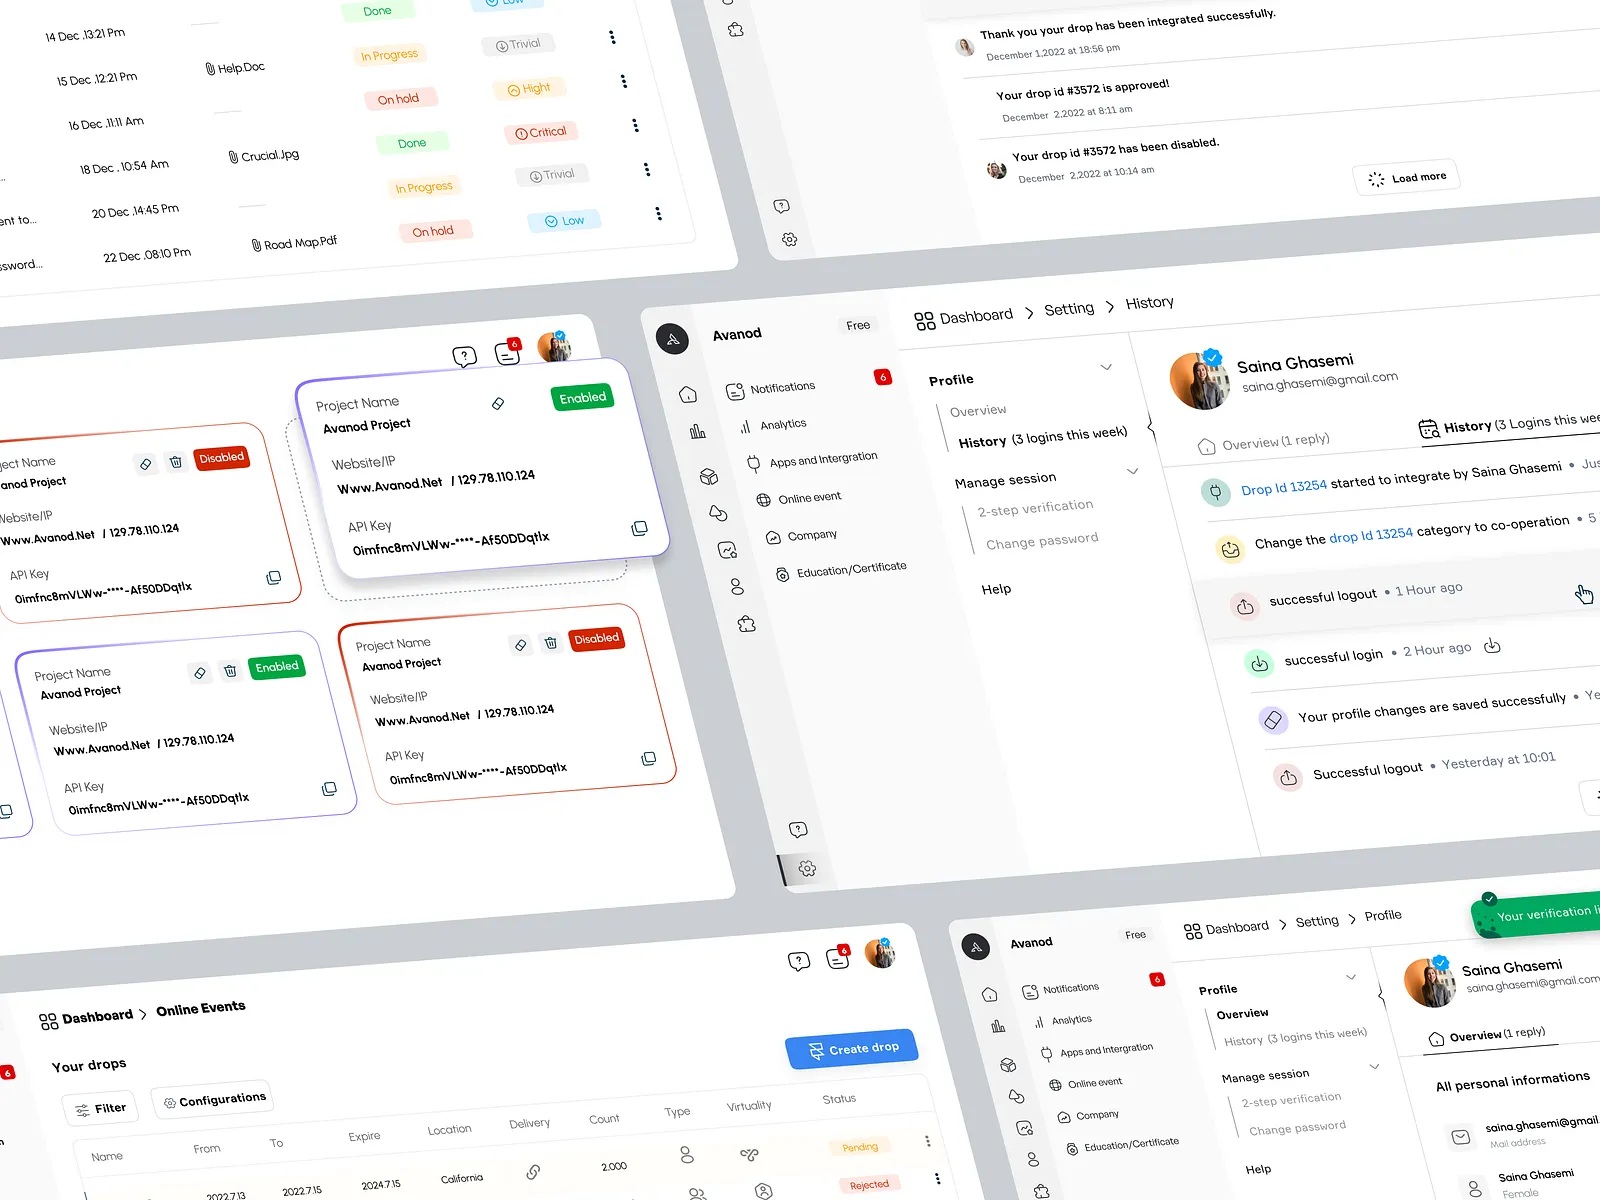 Done
Low
14 Dec ,13:21 Pm
In Progress
Trivial
15 Dec .12:21 Pm
Help.Doc
On hold
Hight
16 Dec .11:11 Am
Done
Critical
18 Dec . 10:54 Am
Crucial.Jpg
In Progress
Trivial
ent to...
20 Dec .14:45 Pm
On hold
Low
ssword...
22 Dec .08:10 Pm
Road Map.Pdf
Thank you your drop has been integrated successfully.
December 1,2022 at 18:56 pm
Your drop id #3572 is approved!
December 2,2022 at 8:11 am
Your drop id #3572 has been disabled.
December 2,2022 at 10:14 am
Load more
6
Project Name
Avanod Project
Enabled
Website/IP
Www.Avanod.Net / 129.78.110.124
API Key
0imfnc8mVLWw-****-Af50DDqtlx
ject Name
anod Project
Disabled
Website/IP
Www.Avanod.Net / 129.78.110.124
API Key
0imfnc8mVLWw-****-Af50DDqtlx
Project Name
Avanod Project
Enabled
Website/IP
Www.Avanod.Net / 129.78.110.124
API Key
0imfnc8mVLWw-****-Af50DDqtlx
Project Name
Avanod Project
Disabled
Website/IP
Www.Avanod.Net / 129.78.110.124
API Key
0imfnc8mVLWw-****-Af50DDqtlx
Avanod
Free
Notifications
6
Analytics
Apps and Intergration
Online event
Company
Education/Certificate
Dashboard > Setting > History
Profile
Overview
History (3 logins this week)
Manage session
2-step verification
Change password
Help
Saina Ghasemi
saina.ghasemi@gmail.com
Overview (1 reply)
History (3 Logins this wee
Drop Id 13254 started to integrate by Saina Ghasemi • Jus
Change the drop Id 13254 category to co-operation • 5
successful logout • 1 Hour ago
successful login • 2 Hour ago
Your profile changes are saved successfully • Ye
Successful logout • Yesterday at 10:01
6
6
Dashboard > Online Events
Your drops
Create drop
Filter
Configurations
Name
From
To
Expire
Location
Delivery
Count
Type
Virtuality
Status
2022.7.13
2022.7.15
2024.7.15
California
2.000
Pending
Rejected
Avanod
Free
Notifications
6
Analytics
Apps and Intergration
Online event
Company
Education/Certificate
Dashboard > Setting > Profile
Your verification li
Profile
Overview
History (3 logins this week)
Manage session
2-step verification
Change password
Help
Saina Ghasemi
saina.ghasemi@gmail.com
Overview (1 reply)
All personal informations
saina.ghasemi@gmail
Mail address
Saina Ghasemi
Female